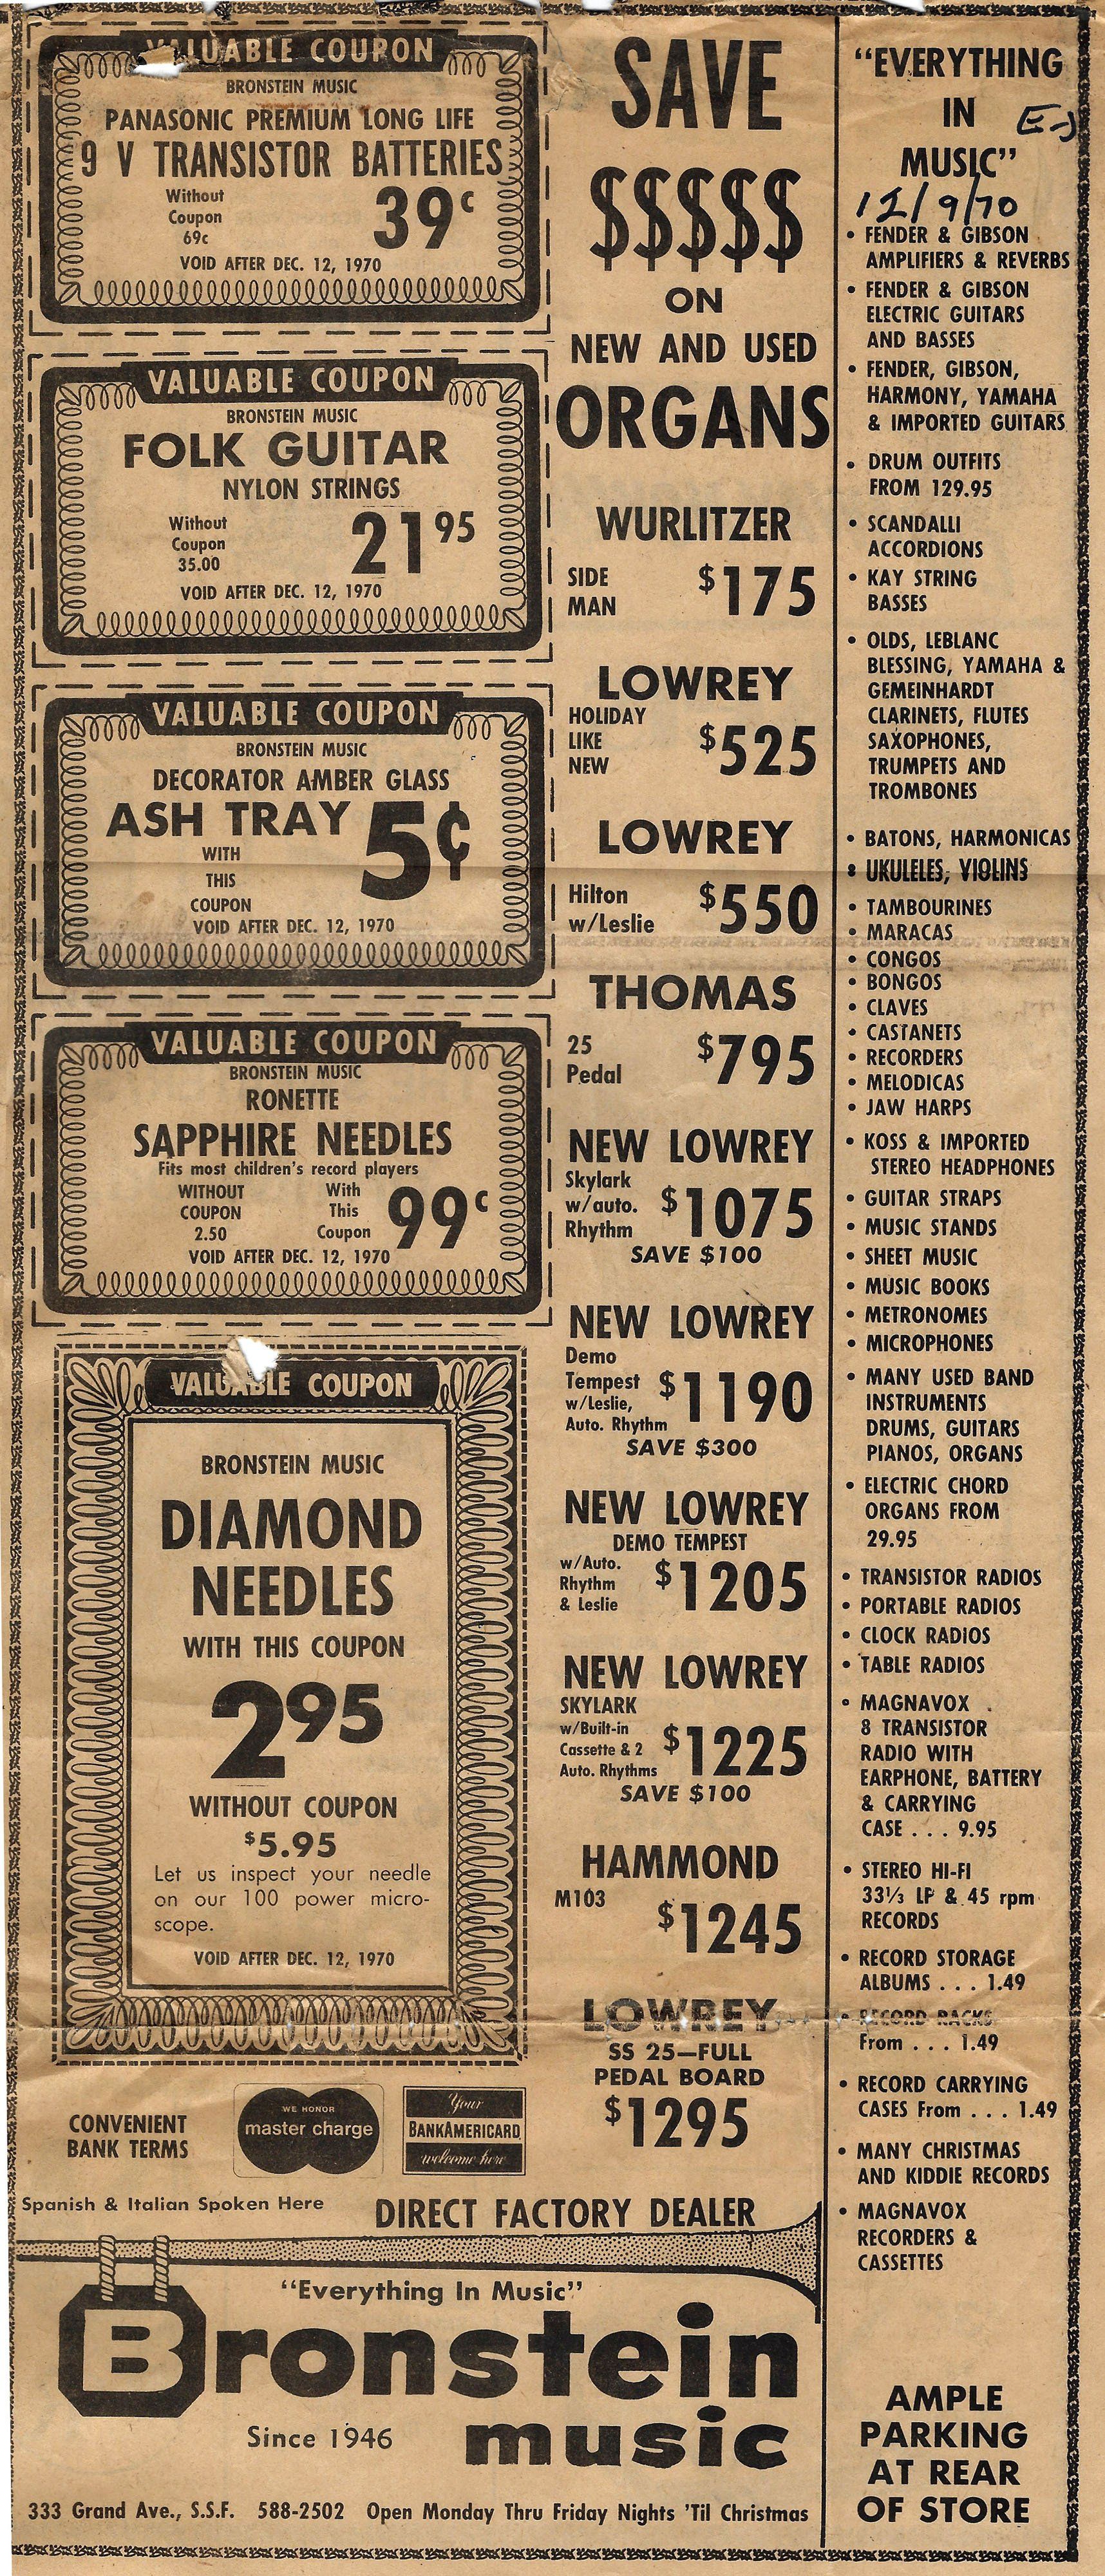 VALUABLE COUPON
BRONSTEIN MUSIC
PANASONIC PREMIUM LONG LIFE
9 V TRANSISTOR BATTERIES
Without
Coupon
69c
39c
VOID AFTER DEC. 12, 1970
VALUABLE COUPON
BRONSTEIN MUSIC
FOLK GUITAR
NYLON STRINGS
Without
Coupon
35.00
21 95
VOID AFTER DEC. 12, 1970
VALUABLE COUPON
BRONSTEIN MUSIC
DECORATOR AMBER GLASS
ASH TRAY 5¢
WITH
THIS
COUPON
VOID AFTER DEC. 12, 1970
VALUABLE COUPON
BRONSTEIN MUSIC
RONETTE
SAPPHIRE NEEDLES
Fits most children's record players
WITHOUT
COUPON
2.50
With
This
Coupon
99c
VOID AFTER DEC. 12, 1970
VALUABLE COUPON
BRONSTEIN MUSIC
DIAMOND
NEEDLES
WITH THIS COUPON
2 95
WITHOUT COUPON
$5.95
Let us inspect your needle
on our 100 power micro-
scope.
VOID AFTER DEC. 12, 1970
CONVENIENT
BANK TERMS
WE HONOR
master charge
Your
BANKAMERICARD
welcome here
SAVE
$$$$$
ON
NEW AND USED
ORGANS
WURLITZER
SIDE
MAN
$175
LOWREY
HOLIDAY
LIKE
NEW
$525
LOWREY
Hilton
w/Leslie
$550
THOMAS
25
Pedal
$795
NEW LOWREY
Skylark
w/auto.
Rhythm
$1075
SAVE $100
NEW LOWREY
Demo
Tempest
w/Leslie,
Auto. Rhythm
$1190
SAVE $300
NEW LOWREY
DEMO TEMPEST
w/Auto.
Rhythm
& Leslie
$1205
NEW LOWREY
SKYLARK
w/Built-in
Cassette & 2
Auto. Rhythms
$1225
SAVE $100
HAMMOND
M103
$1245
LOWREY
SS 25—FULL
PEDAL BOARD
$1295
"EVERYTHING
IN
MUSIC"
E-J
12/9/70
• FENDER & GIBSON
AMPLIFIERS & REVERBS
• FENDER & GIBSON
ELECTRIC GUITARS
AND BASSES
• FENDER, GIBSON,
HARMONY, YAMAHA
& IMPORTED GUITARS
• DRUM OUTFITS
FROM 129.95
• SCANDALLI
ACCORDIONS
• KAY STRING
BASSES
• OLDS, LEBLANC
BLESSING, YAMAHA &
GEMEINHARDT
CLARINETS, FLUTES
SAXOPHONES,
TRUMPETS AND
TROMBONES
• BATONS, HARMONICAS
• UKULELES, VIOLINS
• TAMBOURINES
• MARACAS
• CONGOS
• BONGOS
• CLAVES
• CASTANETS
• RECORDERS
• MELODICAS
• JAW HARPS
• KOSS & IMPORTED
STEREO HEADPHONES
• GUITAR STRAPS
• MUSIC STANDS
• SHEET MUSIC
• MUSIC BOOKS
• METRONOMES
• MICROPHONES
• MANY USED BAND
INSTRUMENTS
DRUMS, GUITARS
PIANOS, ORGANS
• ELECTRIC CHORD
ORGANS FROM
29.95
• TRANSISTOR RADIOS
• PORTABLE RADIOS
• CLOCK RADIOS
• TABLE RADIOS
• MAGNAVOX
8 TRANSISTOR
RADIO WITH
EARPHONE, BATTERY
& CARRYING
CASE . . . 9.95
• STEREO HI-FI
33⅓ LP & 45 rpm
RECORDS
• RECORD STORAGE
ALBUMS . . . 1.49
• RECORD RACKS
From . . . 1.49
• RECORD CARRYING
CASES From . . . 1.49
• MANY CHRISTMAS
AND KIDDIE RECORDS
• MAGNAVOX
RECORDERS &
CASSETTES
AMPLE
PARKING
AT REAR
OF STORE
Spanish & Italian Spoken Here
DIRECT FACTORY DEALER
"Everything In Music"
Bronstein
Since 1946
music
333 Grand Ave., S.S.F. 588-2502 Open Monday Thru Friday Nights 'Til Christmas